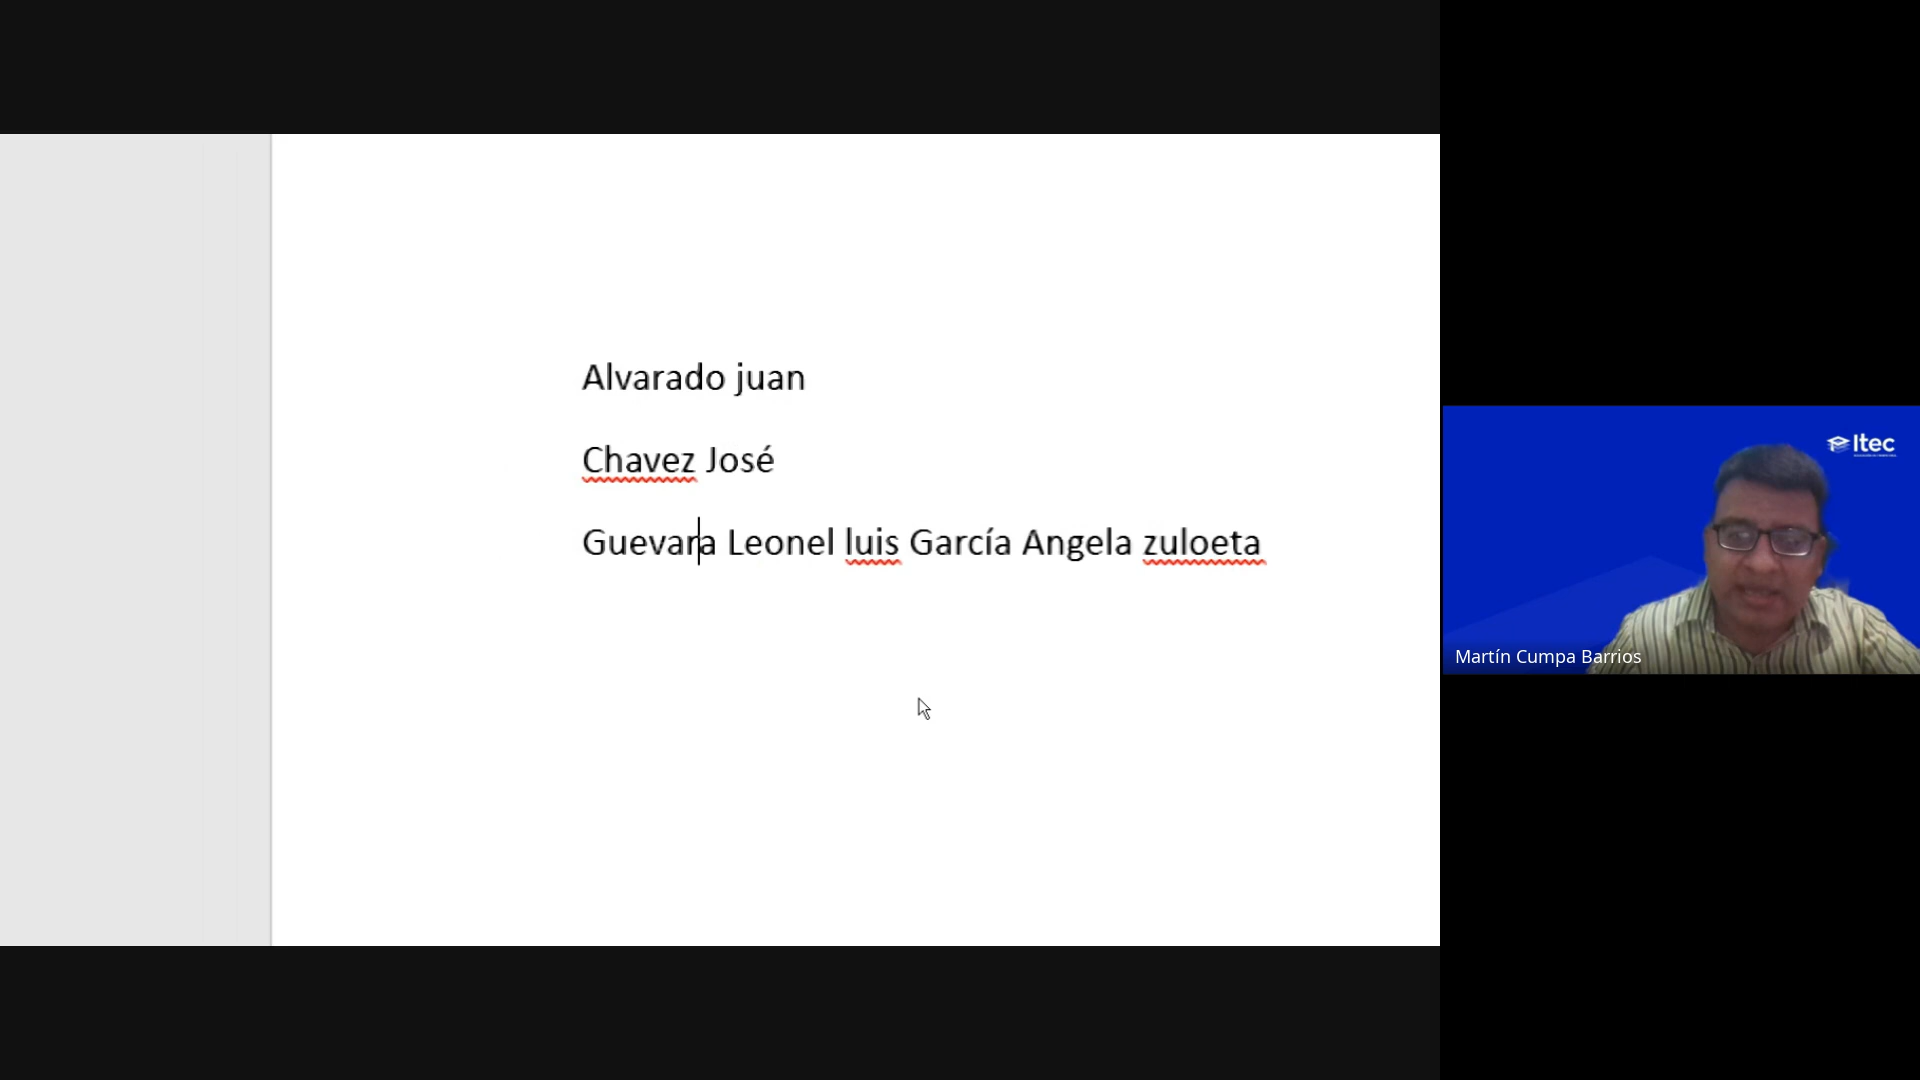 Alvarado juan
Chavez José
Guevara Leonel luis García Angela zuloeta
Itec
Martín Cumpa Barrios